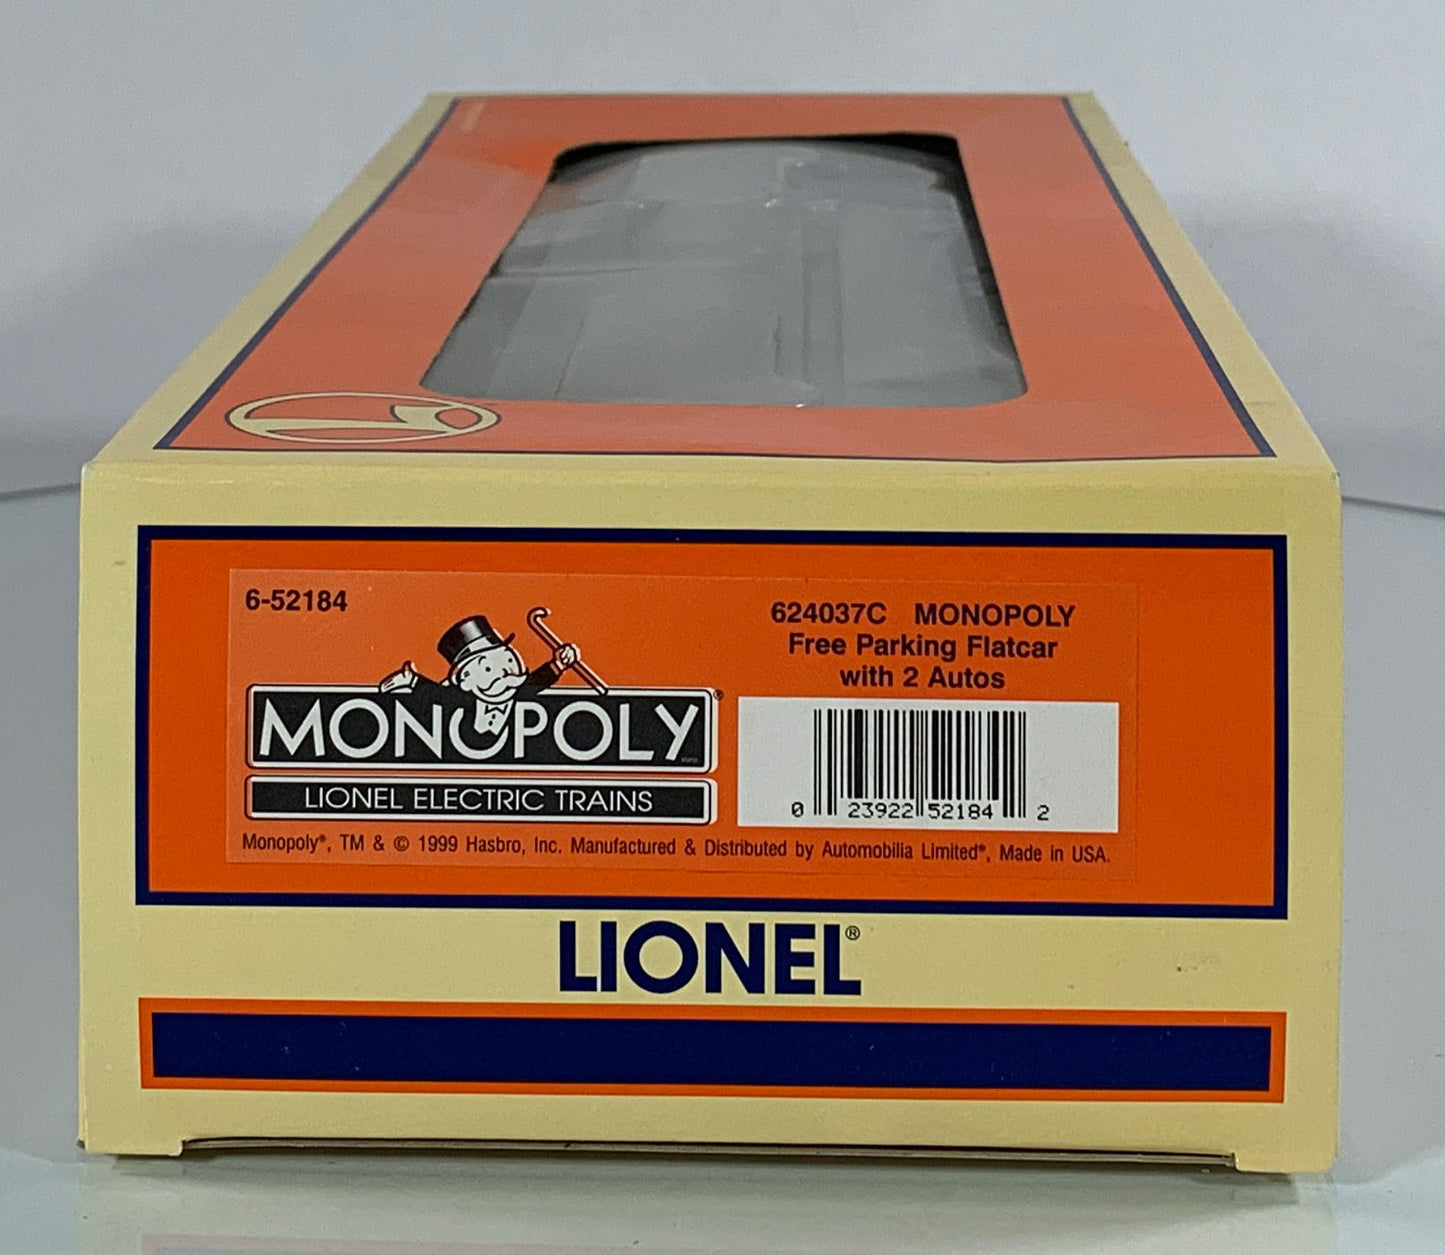 6-52184
MONOPOLY®
LIONEL ELECTRIC TRAINS
624037C MONOPOLY
Free Parking Flatcar
with 2 Autos
0 23922 52184 2
Monopoly®, TM & © 1999 Hasbro, Inc. Manufactured & Distributed by Automobilia Limited®, Made in USA.
LIONEL®